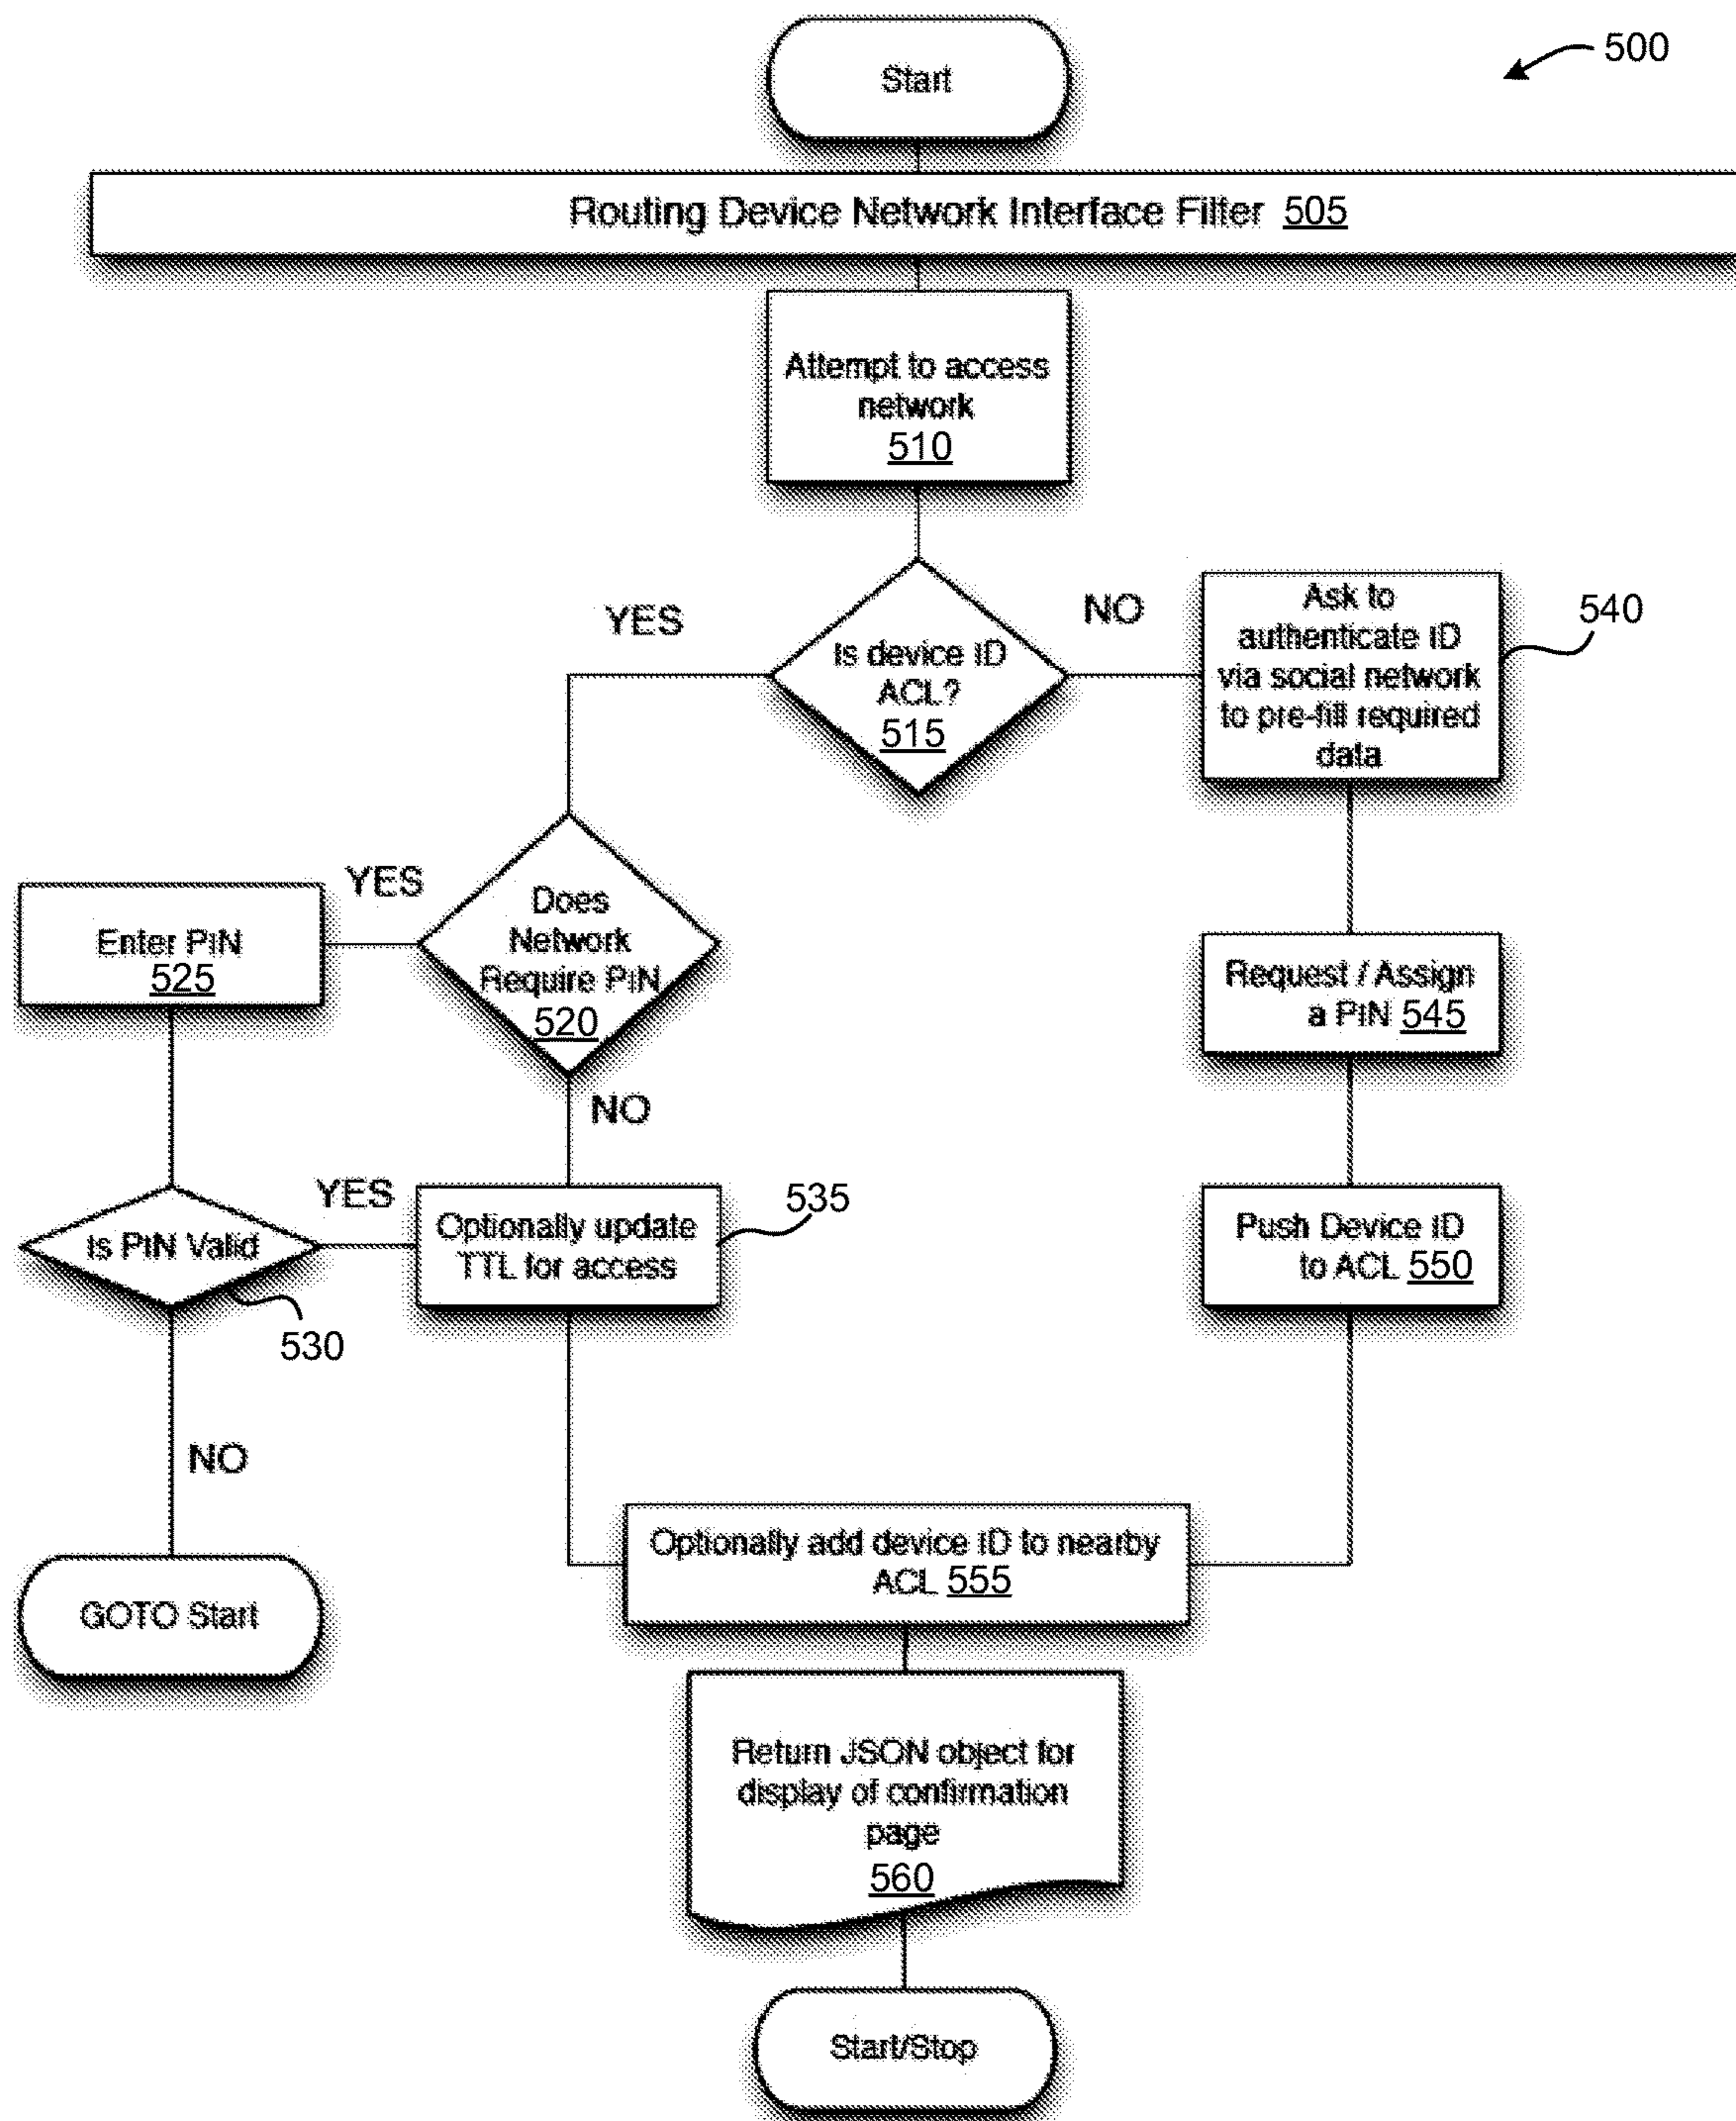 Start
500
Routing Device Network Interface Filter 505
Attempt to access
network
510
YES
NO
Is device ID
ACL?
515
Ask to
authenticate ID
via social network
to pre-fill required
data
540
YES
Enter PIN
525
Does
Network
Require PIN
520
NO
Request / Assign
a PIN 545
Is PIN Valid
530
YES
Optionally update
TTL for access
535
Push Device ID
to ACL 550
NO
GOTO Start
Optionally add device ID to nearby
ACL 555
Return JSON object for
display of confirmation
page
560
Start/Stop